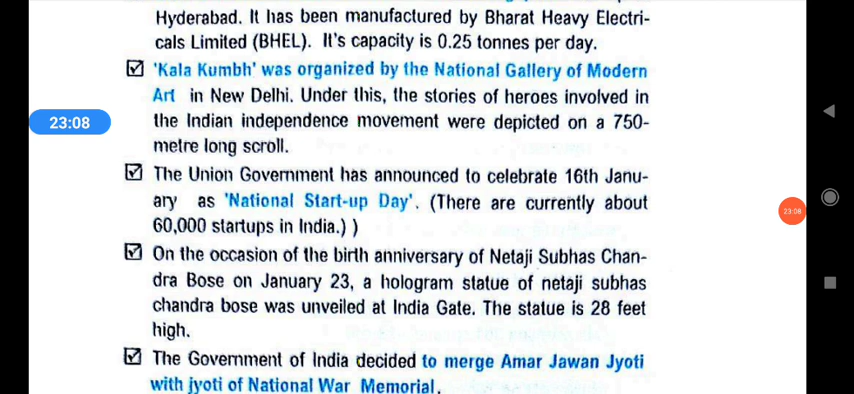 Hyderabad. It has been manufactured by Bharat Heavy Electri-
cals Limited (BHEL). It's capacity is 0.25 tonnes per day.
'Kala Kumbh' was organized by the National Gallery of Modern
Art in New Delhi. Under this, the stories of heroes involved in
23:08
the Indian independence movement were depicted on a 750-
metre long scroll.
The Union Government has announced to celebrate 16th Janu-
ary as 'National Start-up Day'. (There are currently about
23:08
60,000 startups in India.) )
On the occasion of the birth anniversary of Netaji Subhas Chan-
dra Bose on January 23, a hologram statue of netaji subhas
chandra bose was unveiled at India Gate. The statue is 28 feet
high.
The Government of India decided to merge Amar Jawan Jyoti
with jyoti of National War Memorial.